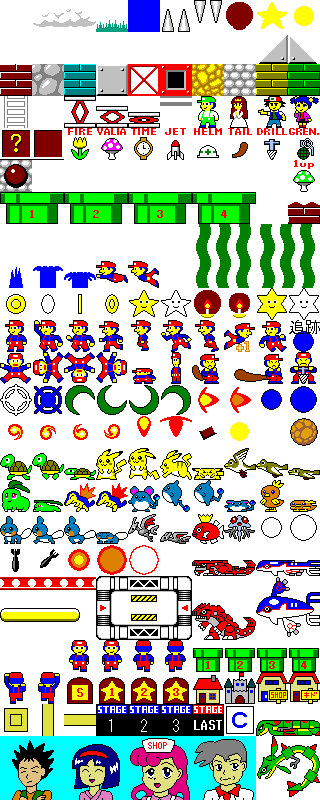 FIRE VALIA TIME JET HELM TAIL DRILL GREN.
?
1up
1 2 3 4
追跡
+1
1 2 3 4
S 1 2 3
SHOP
STAGE STAGE STAGE STAGE
1 2 3 LAST
C
SHOP